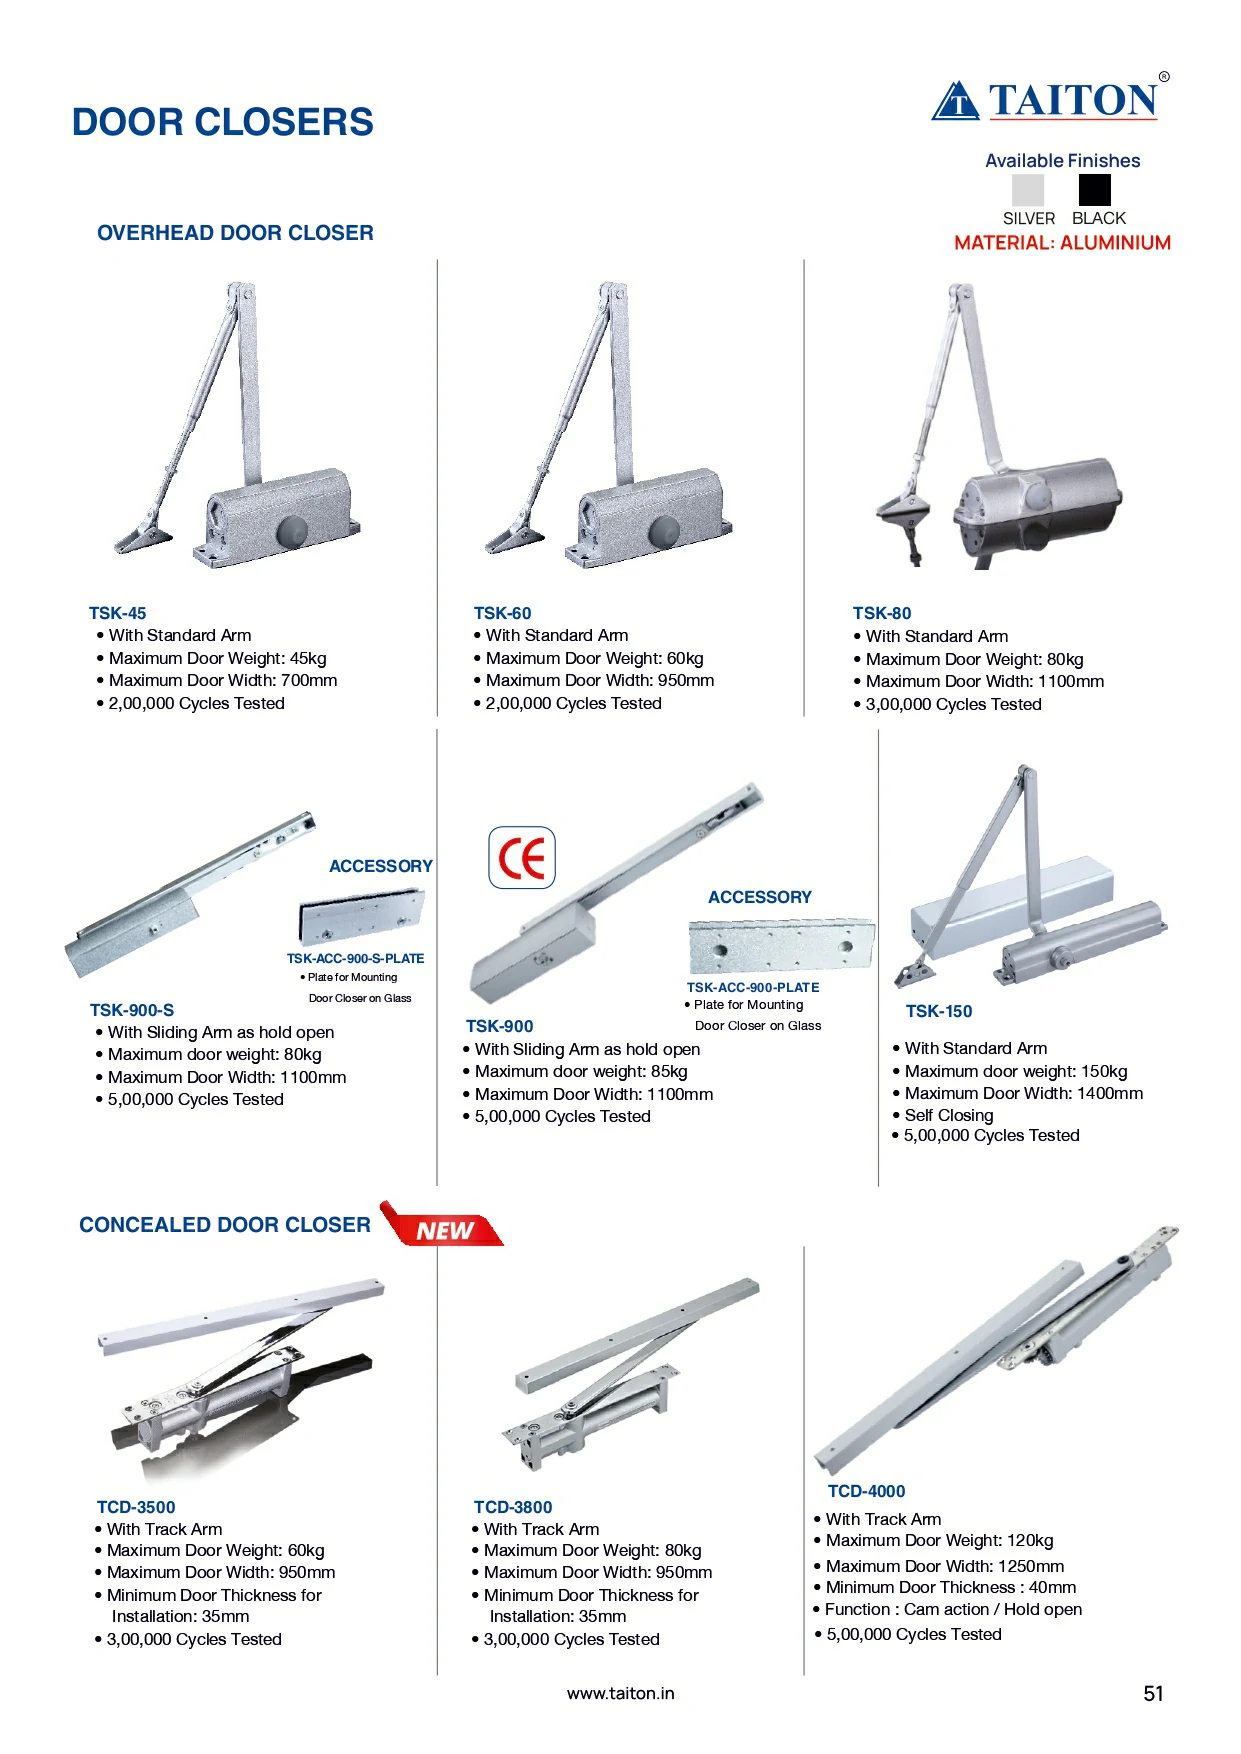 DOOR CLOSERS
T TAITON ®
Available Finishes
SILVER BLACK
MATERIAL: ALUMINIUM
OVERHEAD DOOR CLOSER
TSK-45
• With Standard Arm
• Maximum Door Weight: 45kg
• Maximum Door Width: 700mm
• 2,00,000 Cycles Tested
TSK-60
• With Standard Arm
• Maximum Door Weight: 60kg
• Maximum Door Width: 950mm
• 2,00,000 Cycles Tested
TSK-80
• With Standard Arm
• Maximum Door Weight: 80kg
• Maximum Door Width: 1100mm
• 3,00,000 Cycles Tested
ACCESSORY
TSK-ACC-900-S-PLATE
• Plate for Mounting
Door Closer on Glass
TSK-900-S
• With Sliding Arm as hold open
• Maximum door weight: 80kg
• Maximum Door Width: 1100mm
• 5,00,000 Cycles Tested
CE
ACCESSORY
TSK-ACC-900-PLATE
• Plate for Mounting
Door Closer on Glass
TSK-900
• With Sliding Arm as hold open
• Maximum door weight: 85kg
• Maximum Door Width: 1100mm
• 5,00,000 Cycles Tested
TSK-150
• With Standard Arm
• Maximum door weight: 150kg
• Maximum Door Width: 1400mm
• Self Closing
• 5,00,000 Cycles Tested
CONCEALED DOOR CLOSER
NEW
TCD-3500
• With Track Arm
• Maximum Door Weight: 60kg
• Maximum Door Width: 950mm
• Minimum Door Thickness for
Installation: 35mm
• 3,00,000 Cycles Tested
TCD-3800
• With Track Arm
• Maximum Door Weight: 80kg
• Maximum Door Width: 950mm
• Minimum Door Thickness for
Installation: 35mm
• 3,00,000 Cycles Tested
TCD-4000
• With Track Arm
• Maximum Door Weight: 120kg
• Maximum Door Width: 1250mm
• Minimum Door Thickness : 40mm
• Function : Cam action / Hold open
• 5,00,000 Cycles Tested
www.taiton.in
51